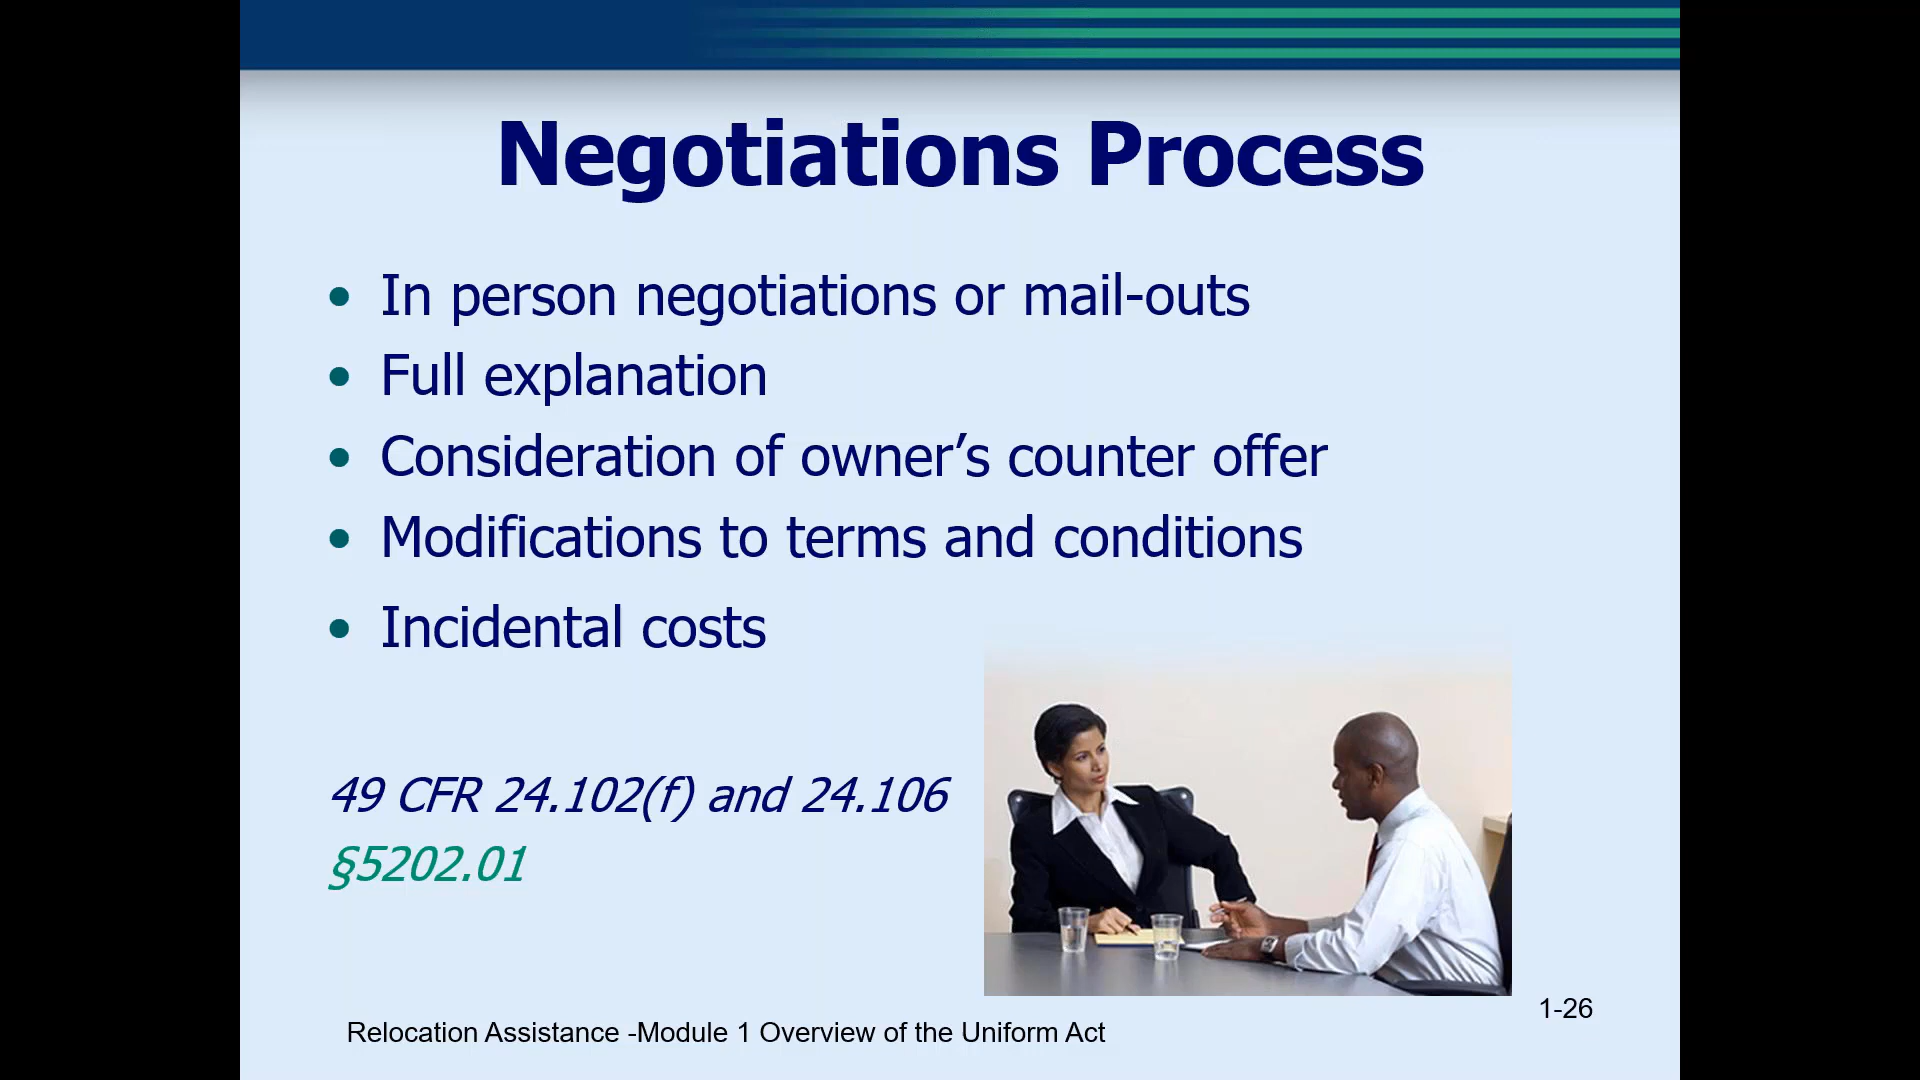 Negotiations Process
• In person negotiations or mail-outs
• Full explanation
• Consideration of owner’s counter offer
• Modifications to terms and conditions
• Incidental costs
49 CFR 24.102(f) and 24.106
§5202.01
1-26
Relocation Assistance -Module 1 Overview of the Uniform Act